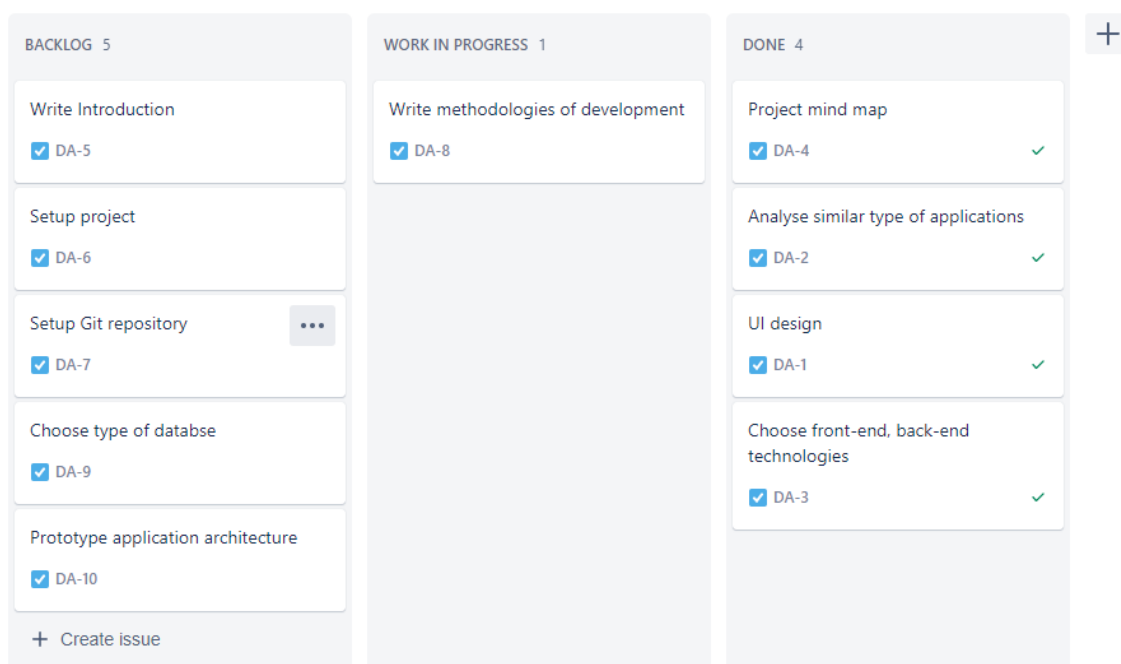 BACKLOG 5
Write Introduction
DA-5
Setup project
DA-6
Setup Git repository
DA-7
Choose type of databse
DA-9
Prototype application architecture
DA-10
+ Create issue
WORK IN PROGRESS 1
Write methodologies of development
DA-8
DONE 4
Project mind map
DA-4
Analyse similar type of applications
DA-2
UI design
DA-1
Choose front-end, back-end
technologies
DA-3